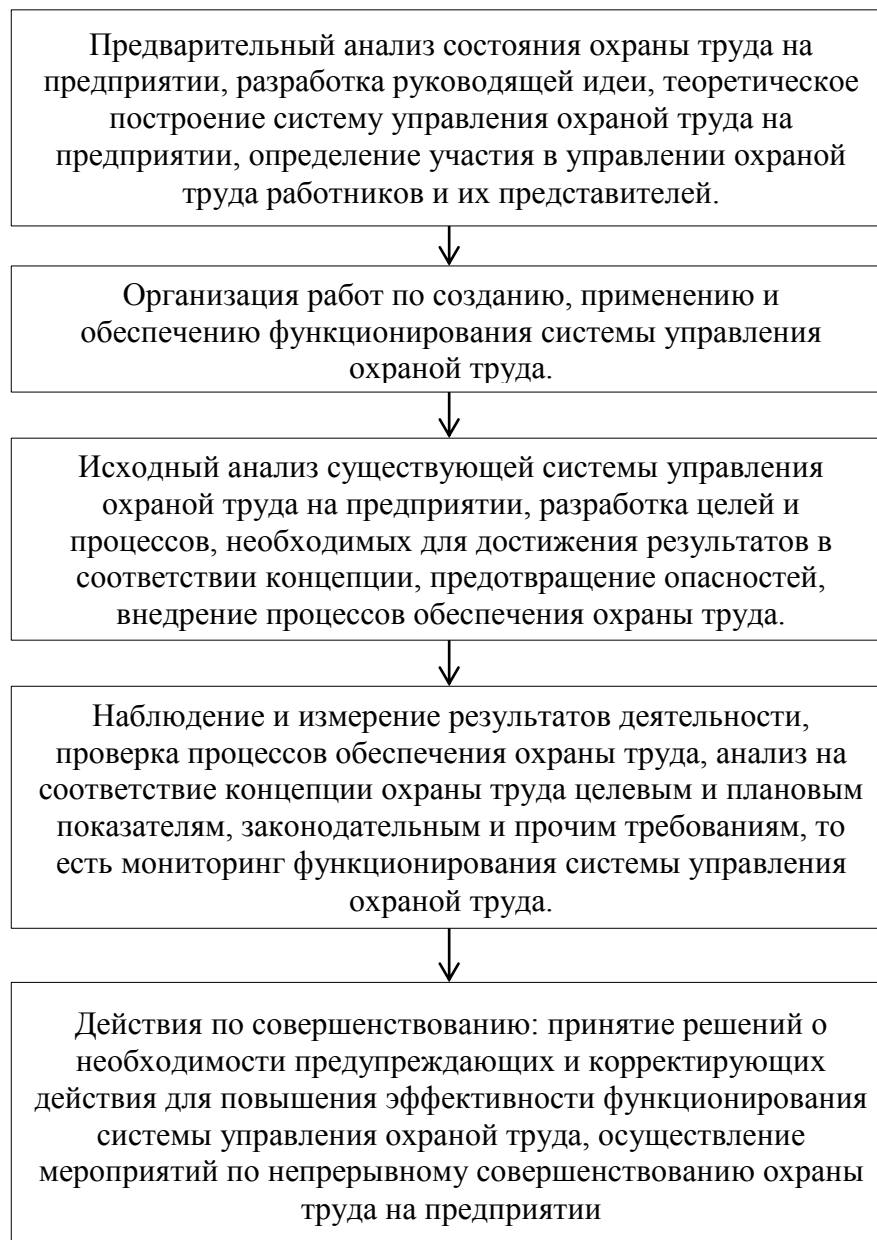 Предварительный анализ состояния охраны труда на
предприятии, разработка руководящей идеи, теоретическое
построение систему управления охраной труда на
предприятии, определение участия в управлении охраной
труда работников и их представителей.
Организация работ по созданию, применению и
обеспечению функционирования системы управления
охраной труда.
Исходный анализ существующей системы управления
охраной труда на предприятии, разработка целей и
процессов, необходимых для достижения результатов в
соответствии концепции, предотвращение опасностей,
внедрение процессов обеспечения охраны труда.
Наблюдение и измерение результатов деятельности,
проверка процессов обеспечения охраны труда, анализ на
соответствие концепции охраны труда целевым и плановым
показателям, законодательным и прочим требованиям, то
есть мониторинг функционирования системы управления
охраной труда.
Действия по совершенствованию: принятие решений о
необходимости предупреждающих и корректирующих
действия для повышения эффективности функционирования
системы управления охраной труда, осуществление
мероприятий по непрерывному совершенствованию охраны
труда на предприятии